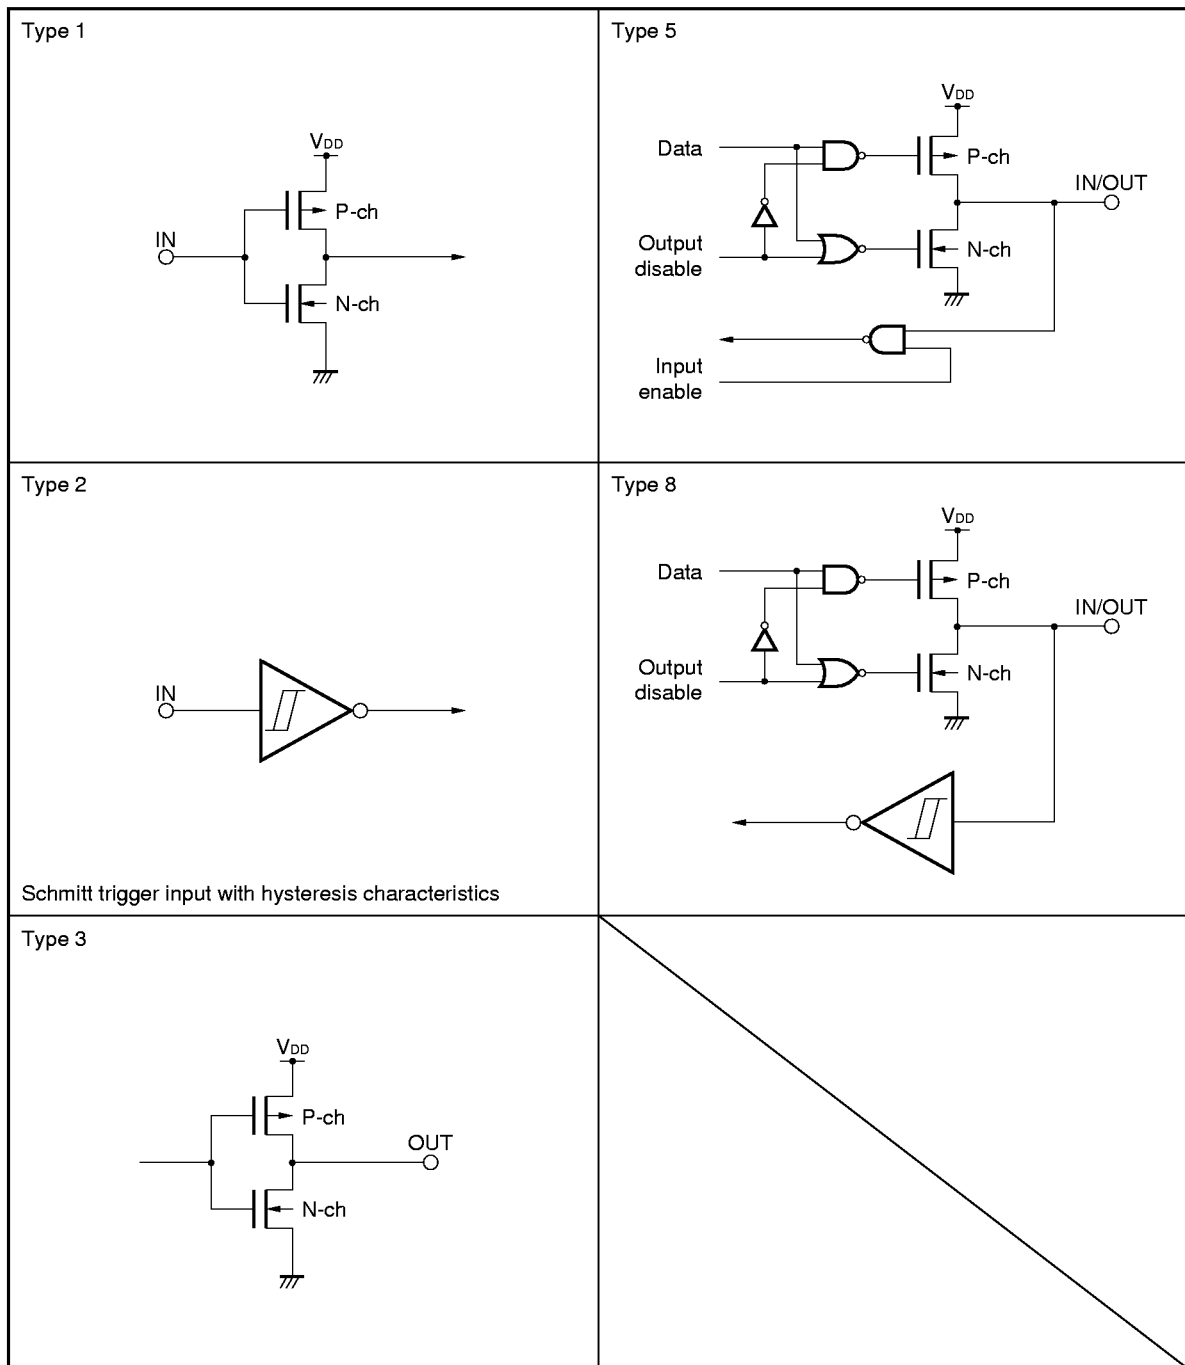 Type 1
VDD
P-ch
IN
N-ch
Type 5
VDD
Data
P-ch
IN/OUT
Output
disable
N-ch
Input
enable
Type 2
IN
Schmitt trigger input with hysteresis characteristics
Type 8
VDD
Data
P-ch
IN/OUT
Output
disable
N-ch
Type 3
VDD
P-ch
OUT
N-ch